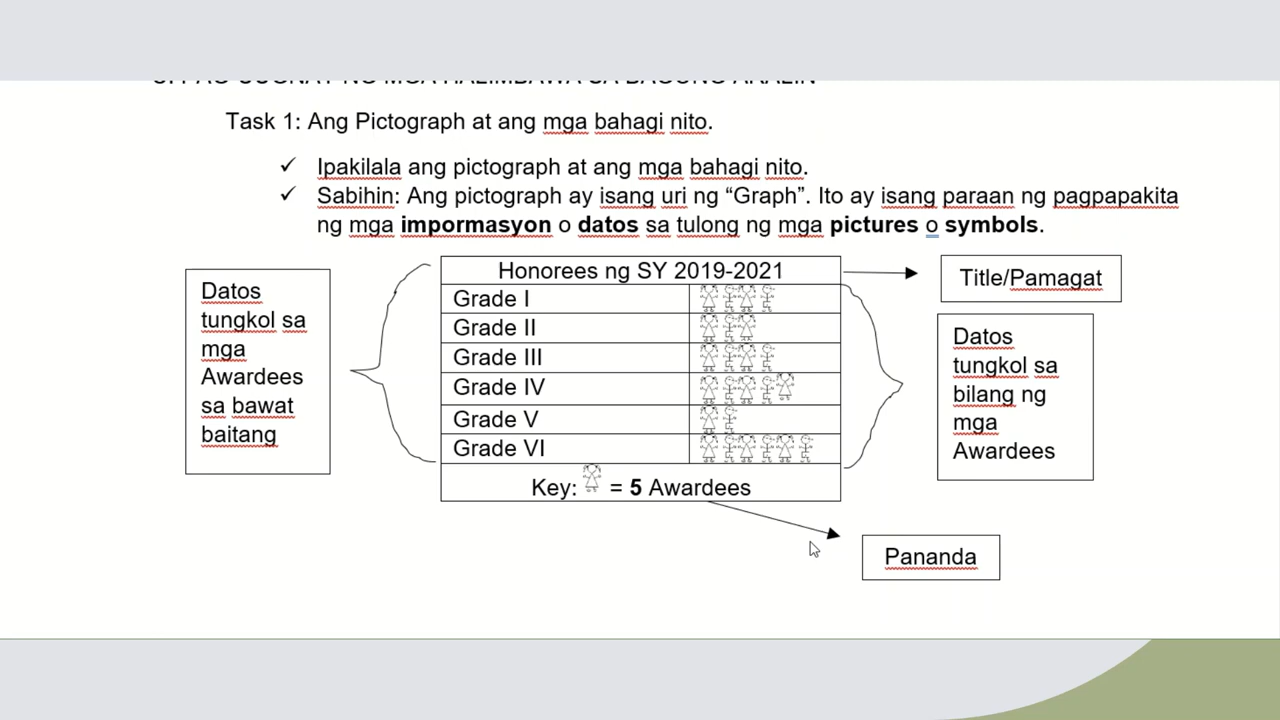 Task 1: Ang Pictograph at ang mga bahagi nito.
✓ Ipakilala ang pictograph at ang mga bahagi nito.
✓ Sabihin: Ang pictograph ay isang uri ng “Graph”. Ito ay isang paraan ng pagpapakita
ng mga impormasyon o datos sa tulong ng mga pictures o symbols.
Datos
tungkol sa
mga
Awardees
sa bawat
baitang
Honorees ng SY 2019-2021
Grade I
Grade II
Grade III
Grade IV
Grade V
Grade VI
Key: = 5 Awardees
Title/Pamagat
Datos
tungkol sa
bilang ng
mga
Awardees
Pananda